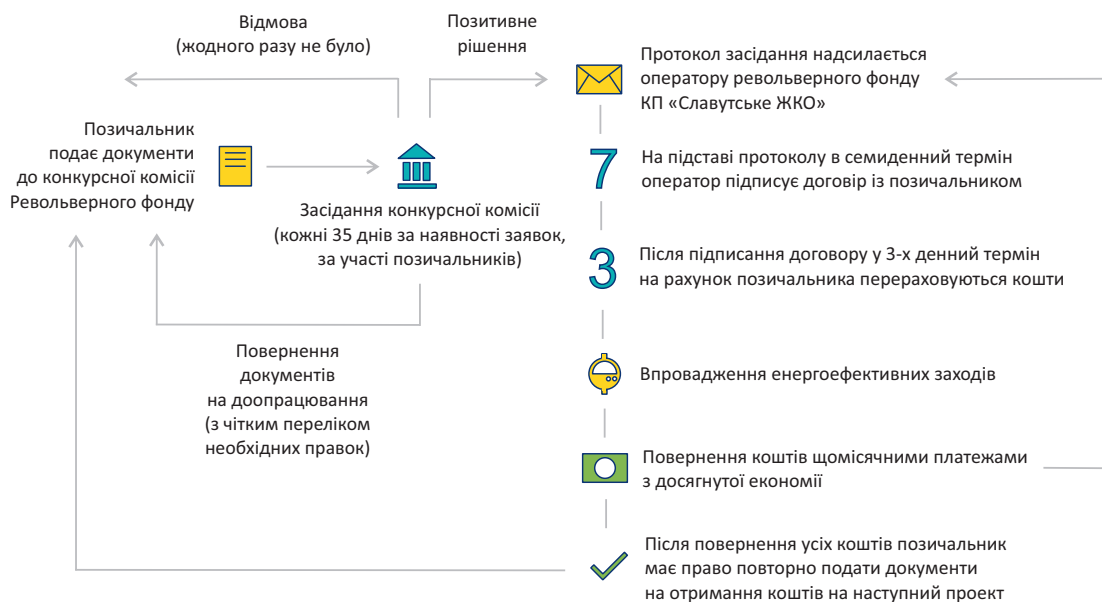 Відмова
(жодного разу не було)
Позитивне
рішення
Позичальник
подає документи
до конкурсної комісії
Револьверного фонду
Засідання конкурсної комісії
(кожні 35 днів за наявності заявок,
за участі позичальників)
Повернення
документів
на доопрацювання
(з чітким переліком
необхідних правок)
Протокол засідання надсилається
оператору револьверного фонду
КП «Славутське ЖКО»
7
На підставі протоколу в семиденний термін
оператор підписує договір із позичальником
3
Після підписання договору у 3-х денний термін
на рахунок позичальника перераховуються кошти
Впровадження енергоефективних заходів
Повернення коштів щомісячними платежами
з досягнутої економії
Після повернення усіх коштів позичальник
має право повторно подати документи
на отримання коштів на наступний проект